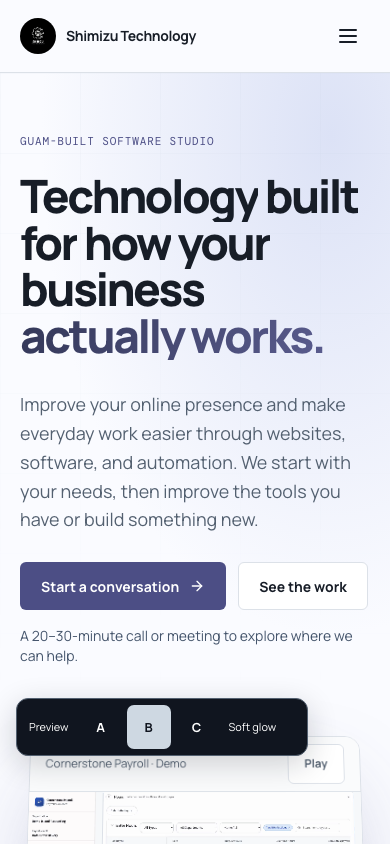 Shimizu Technology
GUAM-BUILT SOFTWARE STUDIO
Technology built
for how your
business
actually works.
Improve your online presence and make
everyday work easier through websites,
software, and automation. We start with
your needs, then improve the tools you
have or build something new.
Start a conversation →
See the work
A 20–30-minute call or meeting to explore where we
can help.
Preview A B C Soft glow
Cornerstone Payroll · Demo
Play